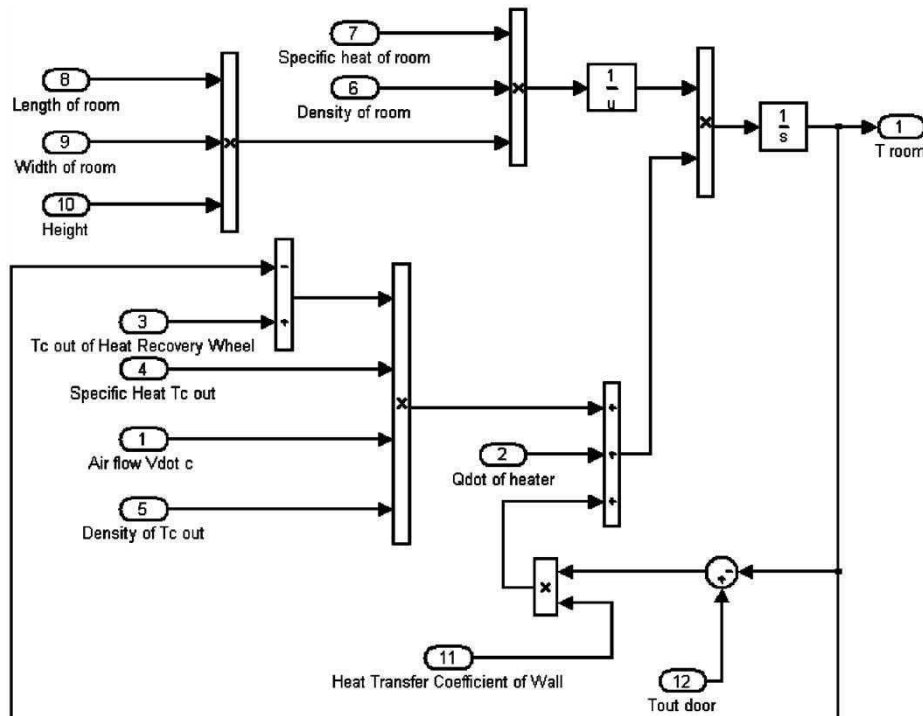 7
Specific heat of room
8
Length of room
6
Density of room
1
u
×
1
s
1
T room
9
Width of room
×
×
10
Height
-
+
3
Tc out of Heat Recovery Wheel
4
Specific Heat Tc out
×
1
Air flow Vdot c
2
Qdot of heater
+
+
+
5
Density of Tc out
×
+
-
11
Heat Transfer Coefficient of Wall
12
Tout door